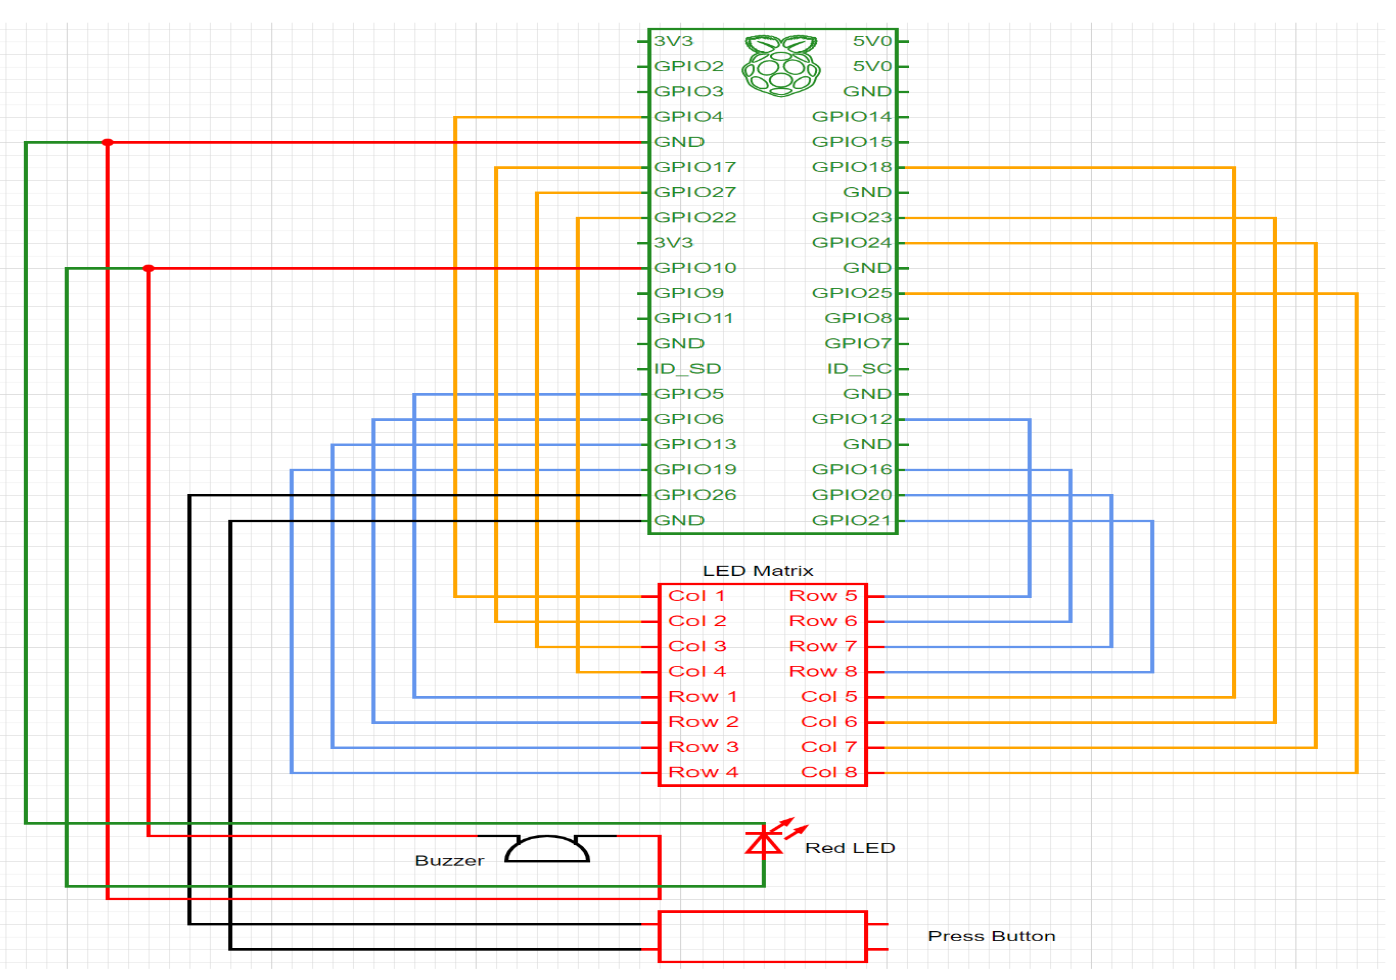 3V3 5V0
GPIO2 5V0
GPIO3 GND
GPIO4 GPIO14
GND GPIO15
GPIO17 GPIO18
GPIO27 GND
GPIO22 GPIO23
3V3 GPIO24
GPIO10 GND
GPIO9 GPIO25
GPIO11 GPIO8
GND GPIO7
ID_SD ID_SC
GPIO5 GND
GPIO6 GPIO12
GPIO13 GND
GPIO19 GPIO16
GPIO26 GPIO20
GND GPIO21
LED Matrix
Col 1 Row 5
Col 2 Row 6
Col 3 Row 7
Col 4 Row 8
Row 1 Col 5
Row 2 Col 6
Row 3 Col 7
Row 4 Col 8
Red LED
Buzzer
Press Button